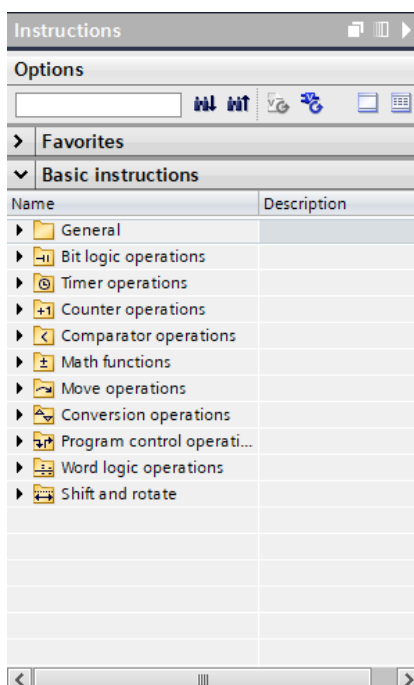 Instructions
Options
Favorites
Basic instructions
Name Description
General
Bit logic operations
Timer operations
Counter operations
Comparator operations
Math functions
Move operations
Conversion operations
Program control operati...
Word logic operations
Shift and rotate